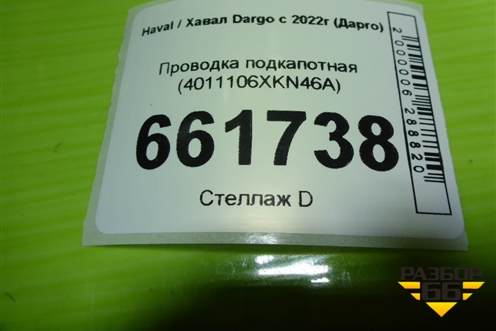 Haval / Хавал Dargo с 2022г (Дарго)
Проводка подкапотная
(4011106XKN46A)
661738
Стеллаж D
2000006288820
РАЗБОР
66